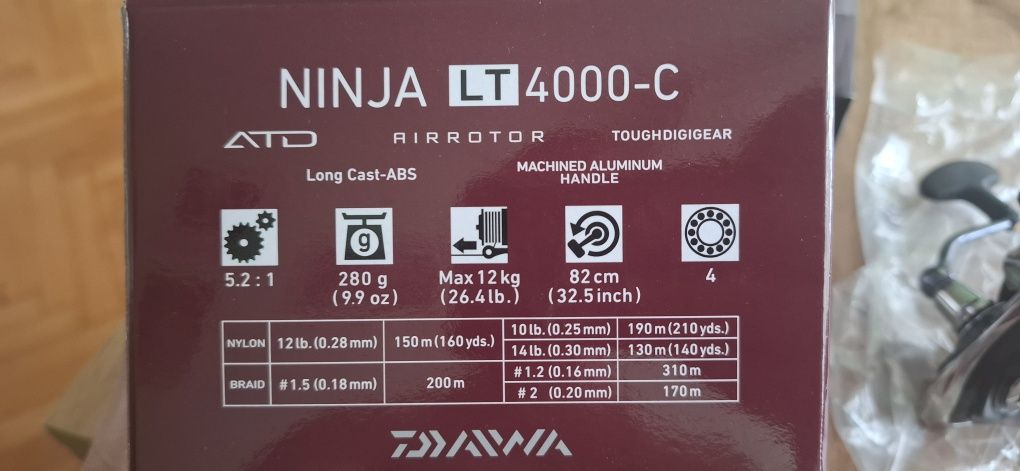 NINJA LT 4000-C
ATD AIRROTOR TOUGHDIGIGEAR
Long Cast-ABS MACHINED ALUMINUM HANDLE
g
5.2 : 1 280 g (9.9 oz) Max 12 kg (26.4 lb.) 82 cm (32.5 inch) 4
NYLON 12 lb. (0.28 mm) 150 m (160 yds.) 10 lb. (0.25 mm) 190 m (210 yds.)
14 lb. (0.30 mm) 130 m (140 yds.)
BRAID #1.5 (0.18 mm) 200 m #1.2 (0.16 mm) 310 m
#2 (0.20 mm) 170 m
DAIWA